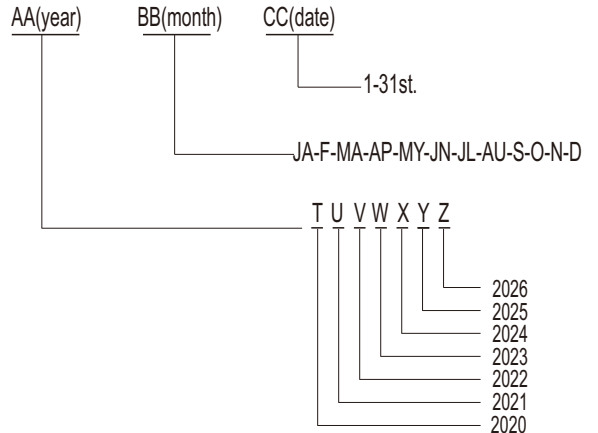 AA(year) BB(month) CC(date)
1-31st.
JA-F-MA-AP-MY-JN-JL-AU-S-O-N-D
T U V W X Y Z
2026
2025
2024
2023
2022
2021
2020